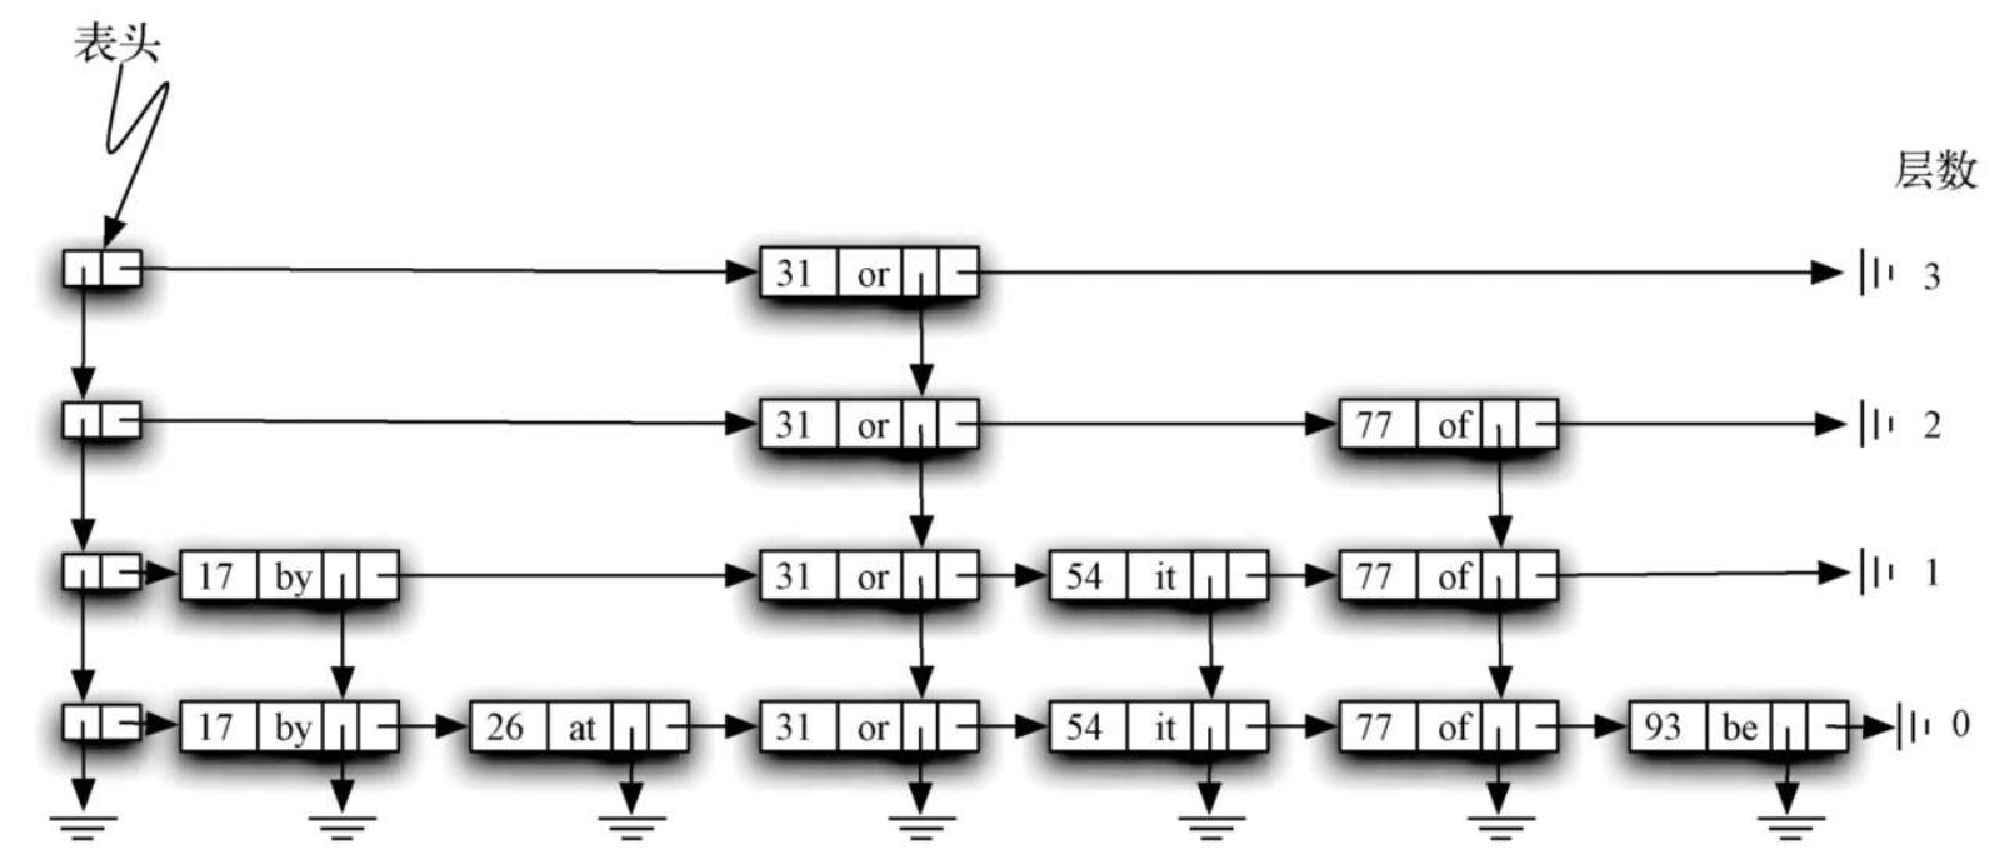 表头
层数
31 or 3
31 or 77 of 2
17 by 31 or 54 it 77 of 1
17 by 26 at 31 or 54 it 77 of 93 be 0